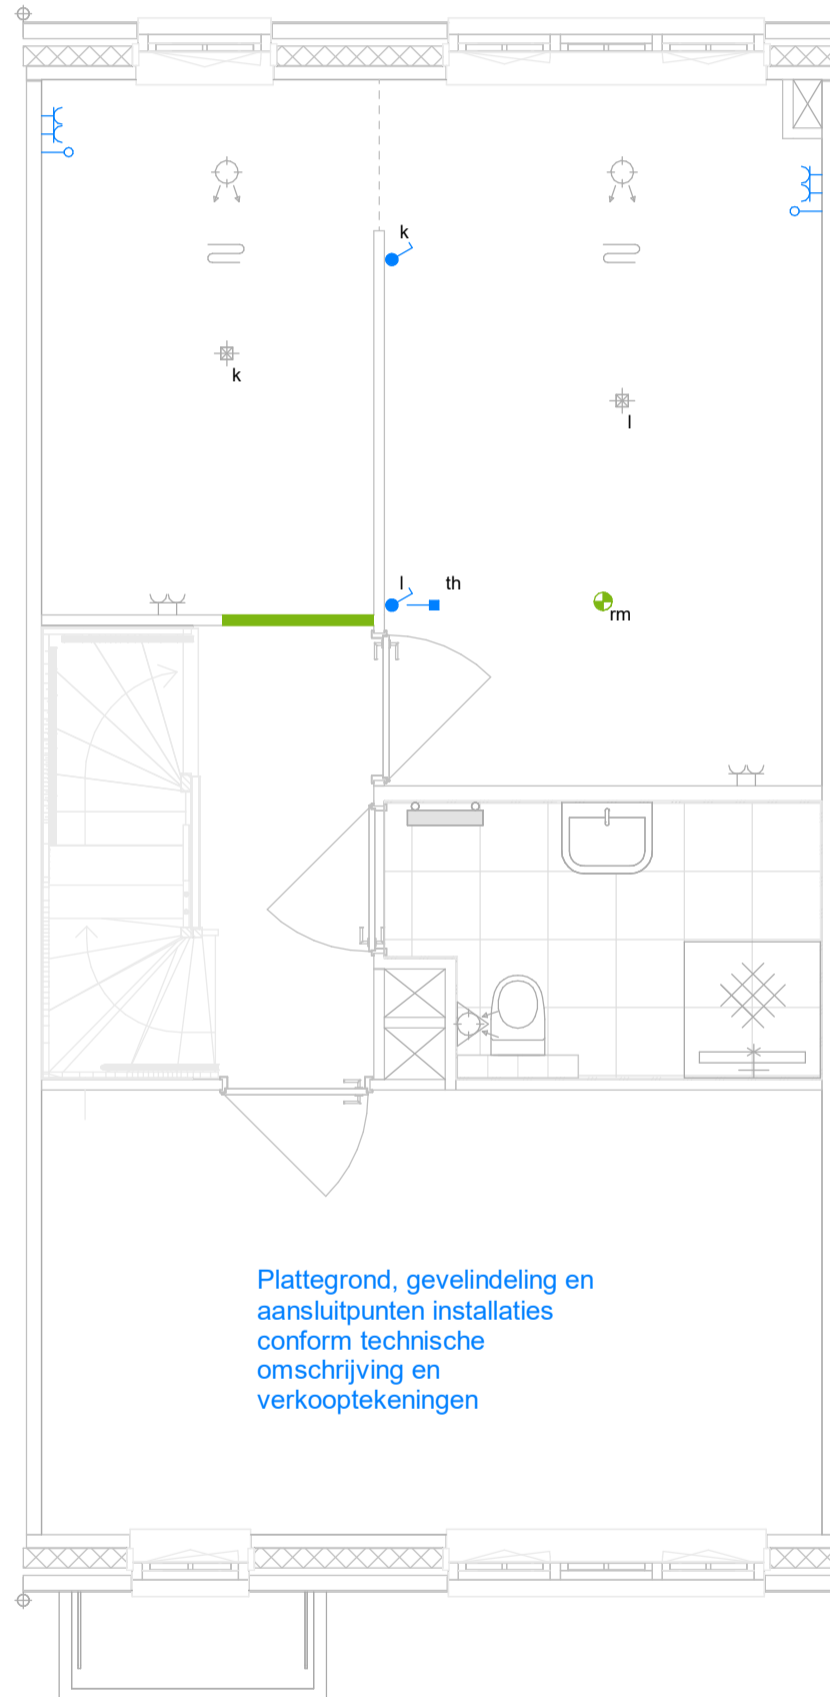 k
k
l
l
th
rm
Plattegrond, gevelindeling en
aansluitpunten installaties
conform technische
omschrijving en
verkooptekeningen